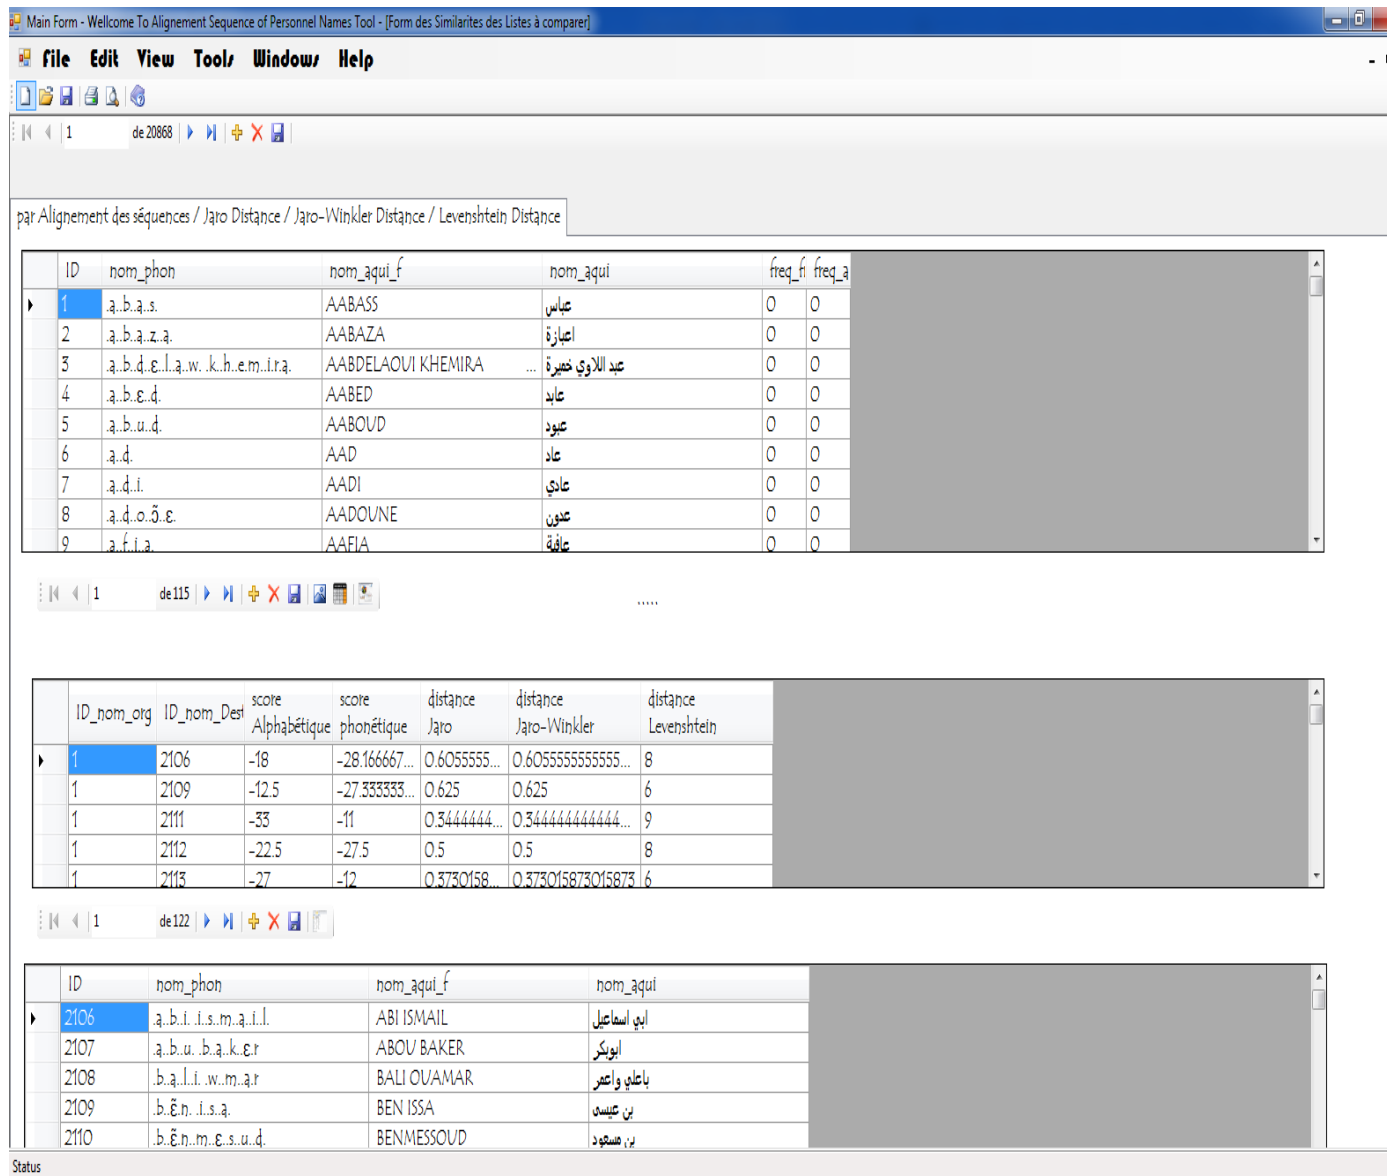 Main Form - Wellcome To Alignement Sequence of Personnel Names Tool - [Form des Similarites des Listes à comparer]
File Edit View Tools Windows Help
1 de 20868
par Alignement des séquences / Jaro Distance / Jaro-Winkler Distance / Levenshtein Distance
ID nom_phon nom_aqui_f nom_aqui freq_f freq_a
1 .a..b..a..s. AABASS عباس 0 0
2 .a..b..a..z..a. AABAZA اعبازة 0 0
3 .a..b..d..ɛ..l..a..w. .k..h..e..m..i.r.a. AABDELAOUI KHEMIRA ... عبد اللاوي خميرة 0 0
4 .a..b..ɛ..d. AABED عابد 0 0
5 .a..b..u..d. AABOUD عبود 0 0
6 .a..d. AAD عاد 0 0
7 .a..d..i. AADI عادي 0 0
8 .a..d..o..ɔ̃..ɛ. AADOUNE عدون 0 0
9 .a..f..i..a. AAFIA عافية 0 0
1 de 115
.....
ID_nom_org ID_nom_Dest score Alphabétique score phonétique distance Jaro distance Jaro-Winkler distance Levenshtein
1 2106 -18 -28.166667... 0.6055555... 0.6055555555555... 8
1 2109 -12.5 -27.333333... 0.625 0.625 6
1 2111 -33 -11 0.3444444... 0.344444444444... 9
1 2112 -22.5 -27.5 0.5 0.5 8
1 2113 -27 -12 0.3730158... 0.373015873015873 6
1 de 122
ID nom_phon nom_aqui_f nom_aqui
2106 .a..b..i. .i..s..m..a..i..l. ABI ISMAIL ابي اسماعيل
2107 .a..b..u. .b..a..k..ɛ.r ABOU BAKER ابوبكر
2108 .b..a..l..i. .w..m..a.r BALI OUAMAR باعلي واعمر
2109 .b..ɛ̃.n. .i..s..a. BEN ISSA بن عيسى
2110 .b..ɛ̃.n..m..ɛ..s..u..d. BENMESSOUD بن مسعود
Status